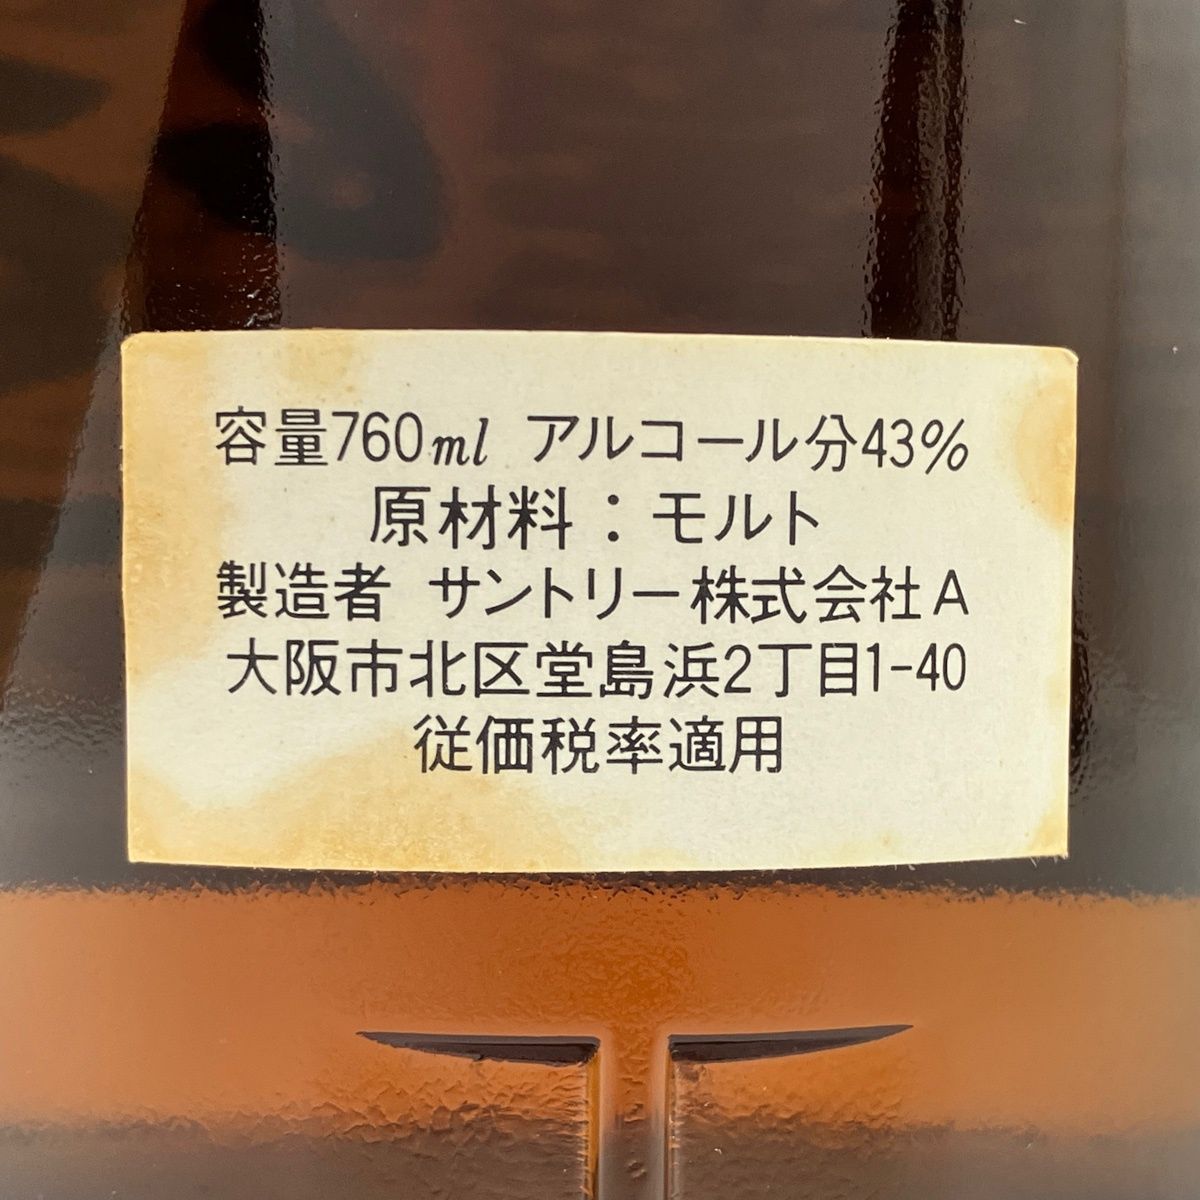 容量760ml アルコール分43%
原材料：モルト
製造者 サントリー株式会社A
大阪市北区堂島浜2丁目1-40
従価税率適用